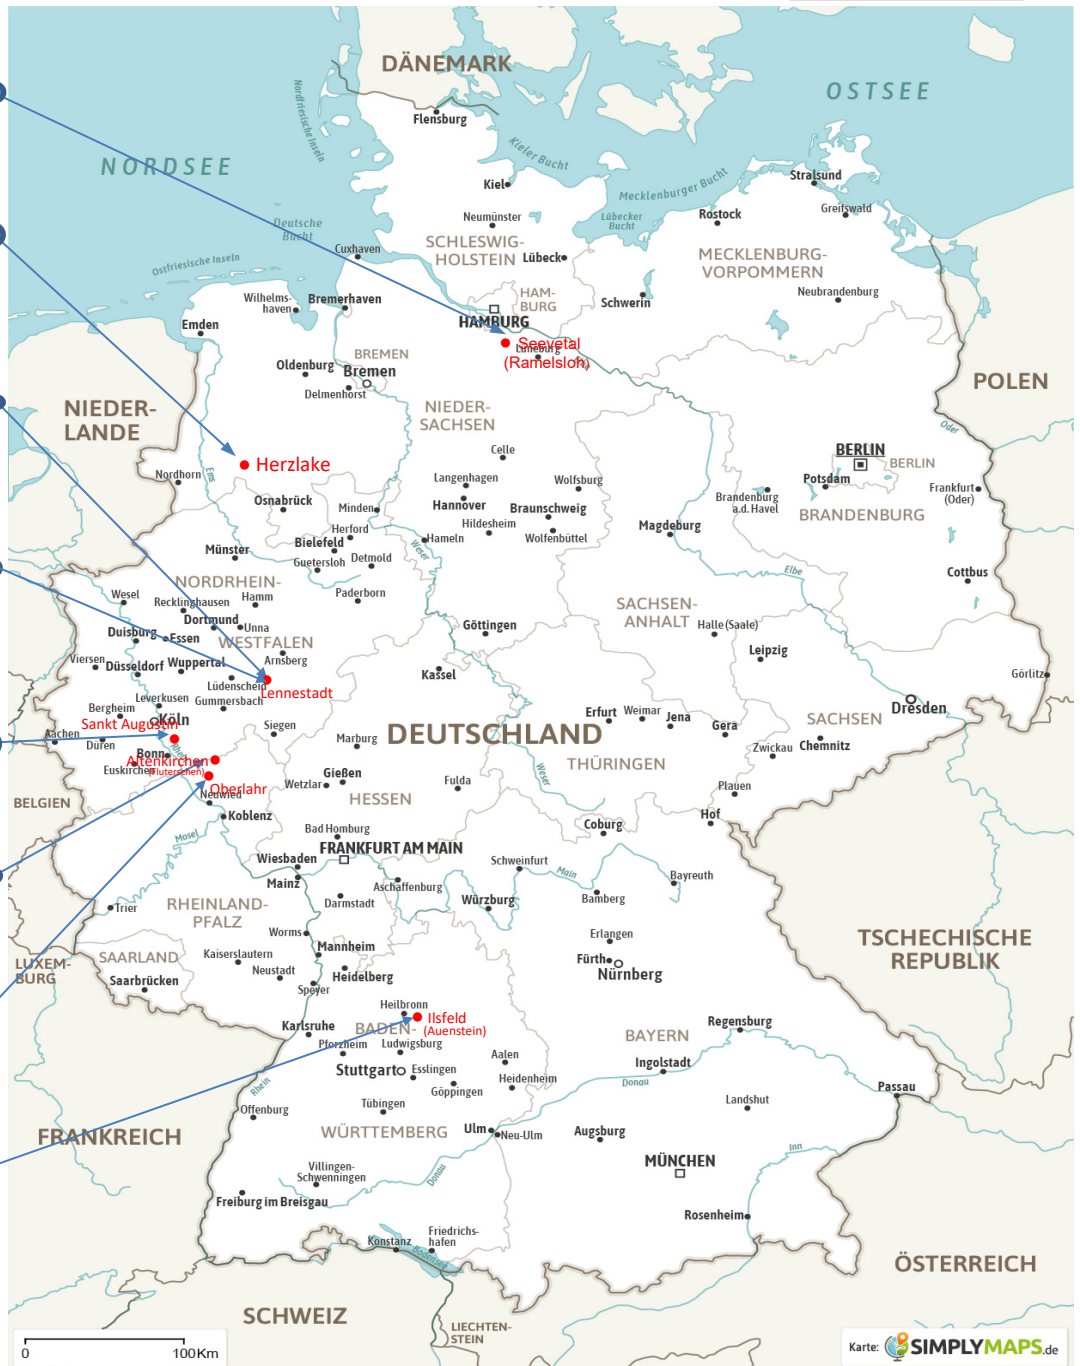 DÄNEMARK
OSTSEE
Flensburg
Nordfriesische Inseln
Kieler Bucht
NORDSEE
Kiel
Mecklenburger Bucht
Stralsund
Greifswald
Rostock
Neumünster
Lübecker
Bucht
Deutsche
Bucht
SCHLESWIG-
HOLSTEIN
Lübeck
MECKLENBURG-
VORPOMMERN
Cuxhaven
Ostfriesische Inseln
HAM-
BURG
Schwerin
Neubrandenburg
Wilhelms-
haven
Bremerhaven
HAMBURG
Emden
Seevetal
(Ramelsloh)
Lüneburg
BREMEN
Bremen
Oldenburg
Delmenhorst
POLEN
NIEDER-
LANDE
NIEDER-
SACHSEN
Oder
Celle
BERLIN
BERLIN
Herzlake
Ems
Nordhorn
Langenhagen
Wolfsburg
Potsdam
Frankfurt
(Oder)
Osnabrück
Minden
Hannover
Braunschweig
Brandenburg
a.d. Havel
BRANDENBURG
Herford
Hildesheim
Wolfenbüttel
Magdeburg
Bielefeld
Hameln
Weser
Münster
Guetersloh
Detmold
Elbe
Cottbus
NORDRHEIN-
WESTFALEN
Wesel
Recklinghausen
Hamm
Paderborn
SACHSEN-
ANHALT
Dortmund
Unna
Göttingen
Halle (Saale)
Duisburg
Essen
Leipzig
Viersen
Düsseldorf
Wuppertal
Arnsberg
Kassel
Görlitz
Lüdenscheid
Lennestadt
Leverkusen
Gummersbach
Bergheim
Köln
Sankt Augustin
Siegen
DEUTSCHLAND
Erfurt
Weimar
Jena
Gera
SACHSEN
Dresden
Aachen
Düren
Marburg
Zwickau
Chemnitz
Bonn
Rhein
Altenkirchen
(Fluterschen)
Euskirchen
THÜRINGEN
Weser
Oberlahr
Wetzlar
Gießen
Fulda
Plauen
BELGIEN
Neuwied
HESSEN
Koblenz
Hof
Mosel
Bad Homburg
Coburg
FRANKFURT AM MAIN
Wiesbaden
Schweinfurt
Main
Mainz
Aschaffenburg
Bayreuth
Trier
RHEINLAND-
PFALZ
Darmstadt
Würzburg
Bamberg
Worms
Erlangen
TSCHECHISCHE
REPUBLIK
LUXEM-
BURG
SAARLAND
Kaiserslautern
Mannheim
Fürth
Nürnberg
Saarbrücken
Neustadt
Heidelberg
Speyer
Heilbronn
Ilsfeld
(Auenstein)
Karlsruhe
BADEN-
WÜRTTEMBERG
BAYERN
Regensburg
Pforzheim
Ludwigsburg
Aalen
Ingolstadt
Stuttgart
Esslingen
Heidenheim
Donau
Rhein
Göppingen
Passau
Offenburg
Tübingen
Landshut
FRANKREICH
Ulm
Neu-Ulm
Augsburg
Inn
Villingen-
Schwenningen
Donau
MÜNCHEN
Freiburg im Breisgau
Rosenheim
Konstanz
Friedrichs-
hafen
Bodensee
ÖSTERREICH
SCHWEIZ
LIECHTEN-
STEIN
0
100 Km
Karte: SIMPLYMAPS.de